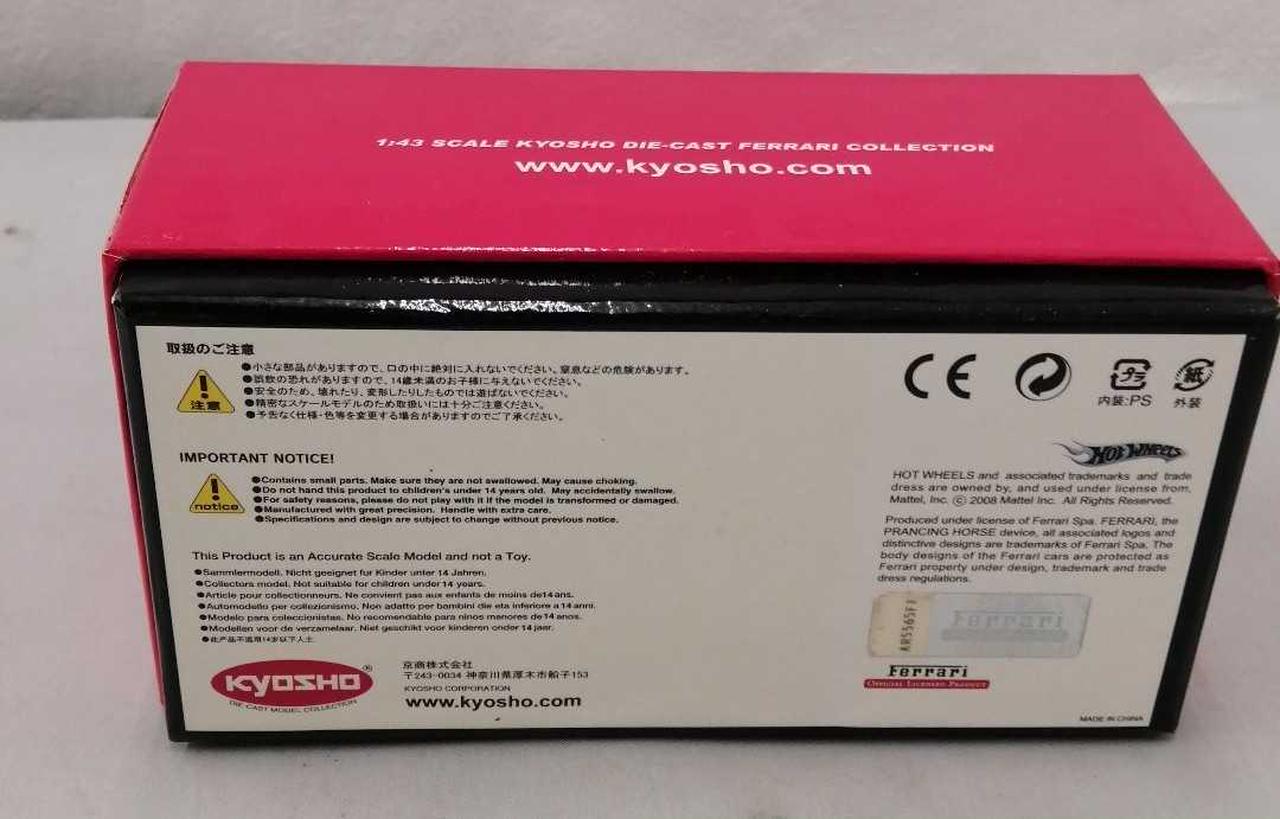 1:43 SCALE KYOSHO DIE-CAST FERRARI COLLECTION
www.kyosho.com
取扱のご注意
注意
●小さな部品がありますので、口の中に絶対に入れないでください。窒息などの危険があります。
●誤飲の恐れがありますので、14歳未満のお子様に与えないでください。
●安全のため、壊れたり、変形したりしたものでは遊ばないでください。
●精密なスケールモデルのため取扱いには十分ご注意ください。
●予告なく仕様・色等を変更する場合がありますのでご了承ください。
IMPORTANT NOTICE!
notice
●Contains small parts. Make sure they are not swallowed. May cause choking.
●Do not hand this product to children's under 14 years old. May accidentally swallow.
●For safety reasons, please do not play with it if the model is transformed or damaged.
●Manufactured with great precision. Handle with extra care.
●Specifications and design are subject to change without previous notice.
This Product is an Accurate Scale Model and not a Toy.
●Sammlermodell. Nicht geeignet fur Kinder unter 14 Jahren.
●Collectors model. Not suitable for children under 14 years.
●Article pour collectionneurs. Ne convient pas aux enfants de moins de14ans.
●Automodello per collezionismo. Non adatto per bambini die eta inferiore a 14anni.
●Modelo para coleccionistas. No recomendable para ninos menores de14anos.
●Modellen voor de verzamelaar. Niet geschikt voor kinderen onder 14 jaar.
●此产品不适用14岁以下人士
KYOSHO®
DIE CAST MODEL COLLECTION
京商株式会社
〒243-0034 神奈川県厚木市船子153
KYOSHO CORPORATION
www.kyosho.com
CE
プラ
内装:PS
紙
外装
HOT WHEELS
HOT WHEELS and associated trademarks and trade
dress are owned by, and used under license from,
Mattel, Inc. © 2008 Mattel Inc. All Rights Reserved.
Produced under license of Ferrari Spa. FERRARI, the
PRANCING HORSE device, all associated logos and
distinctive designs are trademarks of Ferrari Spa. The
body designs of the Ferrari cars are protected as
Ferrari property under design, trademark and trade
dress regulations.
Ferrari
Ferrari
OFFICIAL LICENSED PRODUCT
MADE IN CHINA